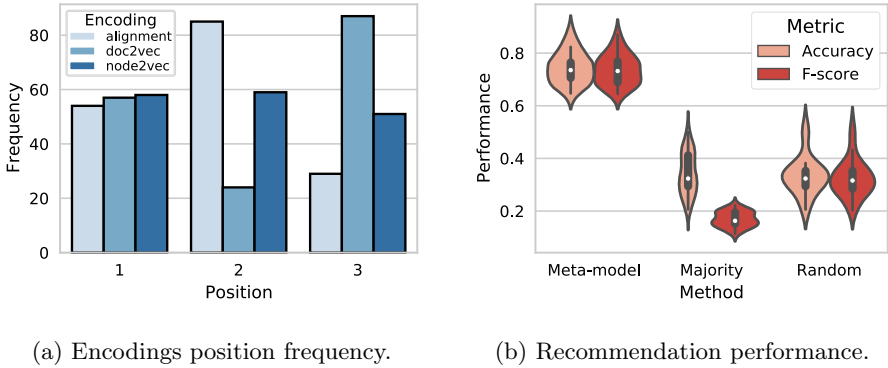 Encoding
alignment
doc2vec
node2vec
80
60
40
20
0
Frequency
1 2 3
Position
(a) Encodings position frequency.
Metric
Accuracy
F-score
0.8
0.6
0.4
0.2
Performance
Meta-model Majority Random
Method
(b) Recommendation performance.